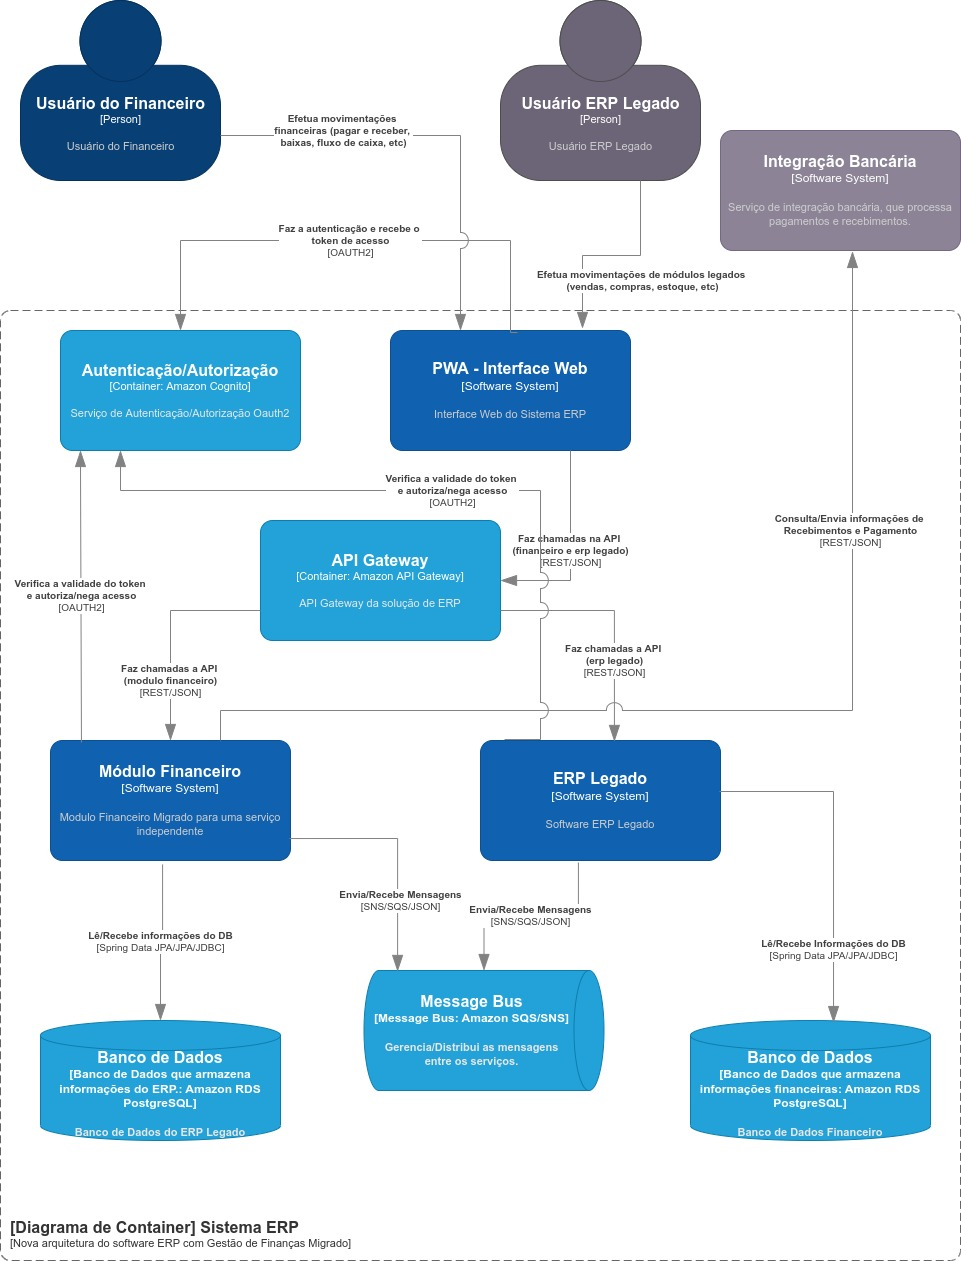 Usuário do Financeiro
[Person]
Usuário do Financeiro
Usuário ERP Legado
[Person]
Usuário ERP Legado
Efetua movimentações
financeiras (pagar e receber,
baixas, fluxo de caixa, etc)
Integração Bancária
[Software System]
Serviço de integração bancária, que processa
pagamentos e recebimentos.
Faz a autenticação e recebe o
token de acesso
[OAUTH2]
Efetua movimentações de módulos legados
(vendas, compras, estoque, etc)
Autenticação/Autorização
[Container: Amazon Cognito]
Serviço de Autenticação/Autorização Oauth2
PWA - Interface Web
[Software System]
Interface Web do Sistema ERP
Verifica a validade do token
e autoriza/nega acesso
[OAUTH2]
Consulta/Envia informações de
Recebimentos e Pagamento
[REST/JSON]
Faz chamadas na API
(financeiro e erp legado)
[REST/JSON]
API Gateway
[Container: Amazon API Gateway]
API Gateway da solução de ERP
Verifica a validade do token
e autoriza/nega acesso
[OAUTH2]
Faz chamadas a API
(modulo financeiro)
[REST/JSON]
Faz chamadas a API
(erp legado)
[REST/JSON]
Módulo Financeiro
[Software System]
Modulo Financeiro Migrado para uma serviço
independente
ERP Legado
[Software System]
Software ERP Legado
Envia/Recebe Mensagens
[SNS/SQS/JSON]
Envia/Recebe Mensagens
[SNS/SQS/JSON]
Lê/Recebe informações do DB
[Spring Data JPA/JPA/JDBC]
Lê/Recebe Informações do DB
[Spring Data JPA/JPA/JDBC]
Message Bus
[Message Bus: Amazon SQS/SNS]
Gerencia/Distribui as mensagens
entre os serviços.
Banco de Dados
[Banco de Dados que armazena
informações do ERP.: Amazon RDS
PostgreSQL]
Banco de Dados do ERP Legado
Banco de Dados
[Banco de Dados que armazena
informações financeiras: Amazon RDS
PostgreSQL]
Banco de Dados Financeiro
[Diagrama de Container] Sistema ERP
[Nova arquitetura do software ERP com Gestão de Finanças Migrado]